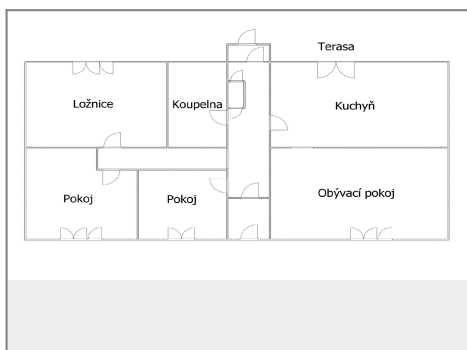 Terasa
Ložnice
Koupelna
Kuchyň
Pokoj
Pokoj
Obývací pokoj